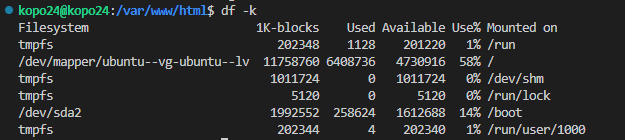 kopo24@kopo24:/var/www/html$ df -k
Filesystem                        1K-blocks    Used Available Use% Mounted on
tmpfs                                202348    1128    201220   1% /run
/dev/mapper/ubuntu--vg-ubuntu--lv  11758760 6408736   4730916  58% /
tmpfs                               1011724       0   1011724   0% /dev/shm
tmpfs                                  5120       0      5120   0% /run/lock
/dev/sda2                           1992552  258624   1612688  14% /boot
tmpfs                                202344       4    202340   1% /run/user/1000